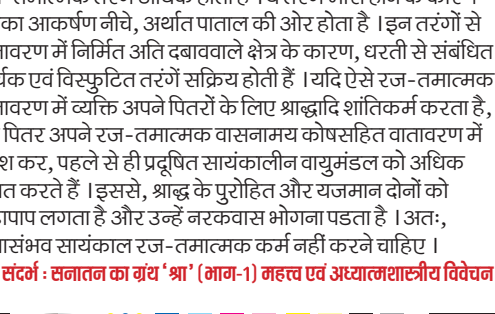 का आकर्षण नीचे, अर्थात पाताल की ओर होता है । इन तरंगों से
वरण में निर्मित अति दबाववाले क्षेत्र के कारण, धरती से संबंधित
एवं विस्फुटित तरंगें सक्रिय होती हैं । यदि ऐसे रज-तमात्मक
वरण में व्यक्ति अपने पितरों के लिए श्राद्धादि शांतिकर्म करता है,
पितर अपने रज-तमात्मक वासनामय कोषसहित वातावरण में
कर, पहले से ही प्रदूषित सायंकालीन वायुमंडल को अधिक
करते हैं । इससे, श्राद्ध के पुरोहित और यजमान दोनों को
पाप लगता है और उन्हें नरकवास भोगना पडता है । अतः,
संभव सायंकाल रज-तमात्मक कर्म नहीं करने चाहिए ।
संदर्भ : सनातन का ग्रंथ ‘श्रा’ (भाग-१) महत्त्व एवं अध्यात्मशास्त्रीय विवेचन